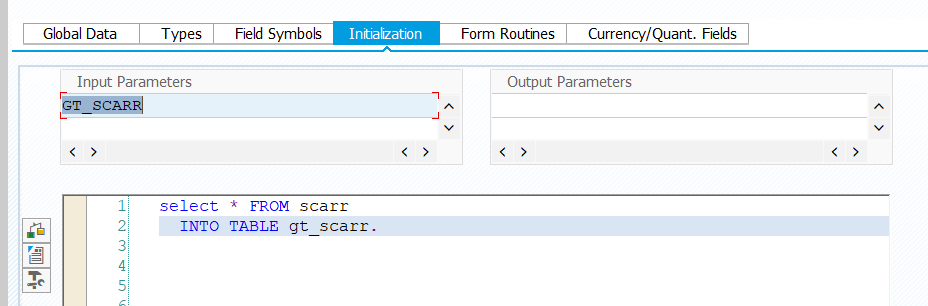 Global Data Types Field Symbols Initialization Form Routines Currency/Quant. Fields
Input Parameters Output Parameters
GT_SCARR
1 select * FROM scarr
2 INTO TABLE gt_scarr.
3
4
5